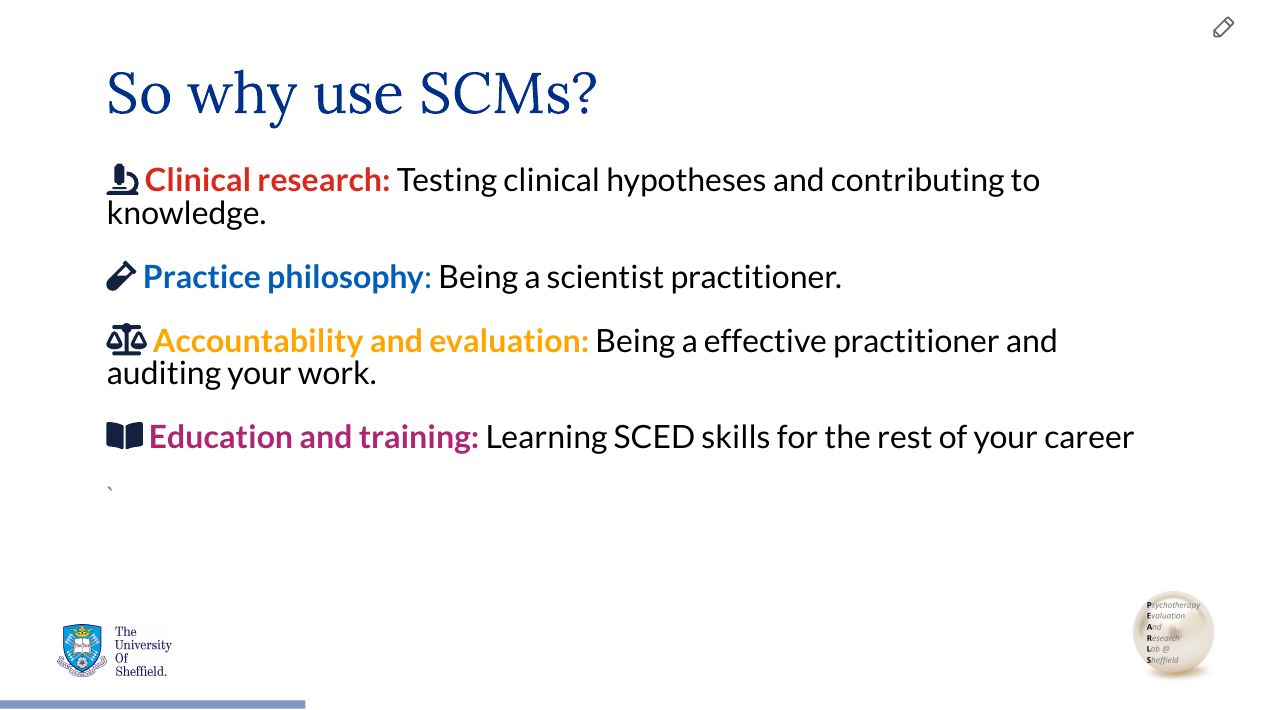 So why use SCMs?
Clinical research: Testing clinical hypotheses and contributing to
knowledge.
Practice philosophy: Being a scientist practitioner.
Accountability and evaluation: Being a effective practitioner and
auditing your work.
Education and training: Learning SCED skills for the rest of your career
`
The
University
Of
Sheffield.
Psychotherapy
Evaluation
And
Research
Lab @
Sheffield